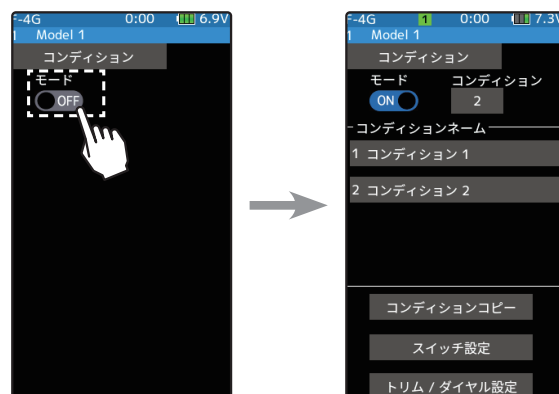 F-4G 0:00 6.9V
1 Model 1
コンディション
モード
OFF
F-4G 1 0:00 7.3V
1 Model 1
コンディション
モード コンディション
ON 2
コンディションネーム
1 コンディション 1
2 コンディション 2
コンディションコピー
スイッチ設定
トリム / ダイヤル設定